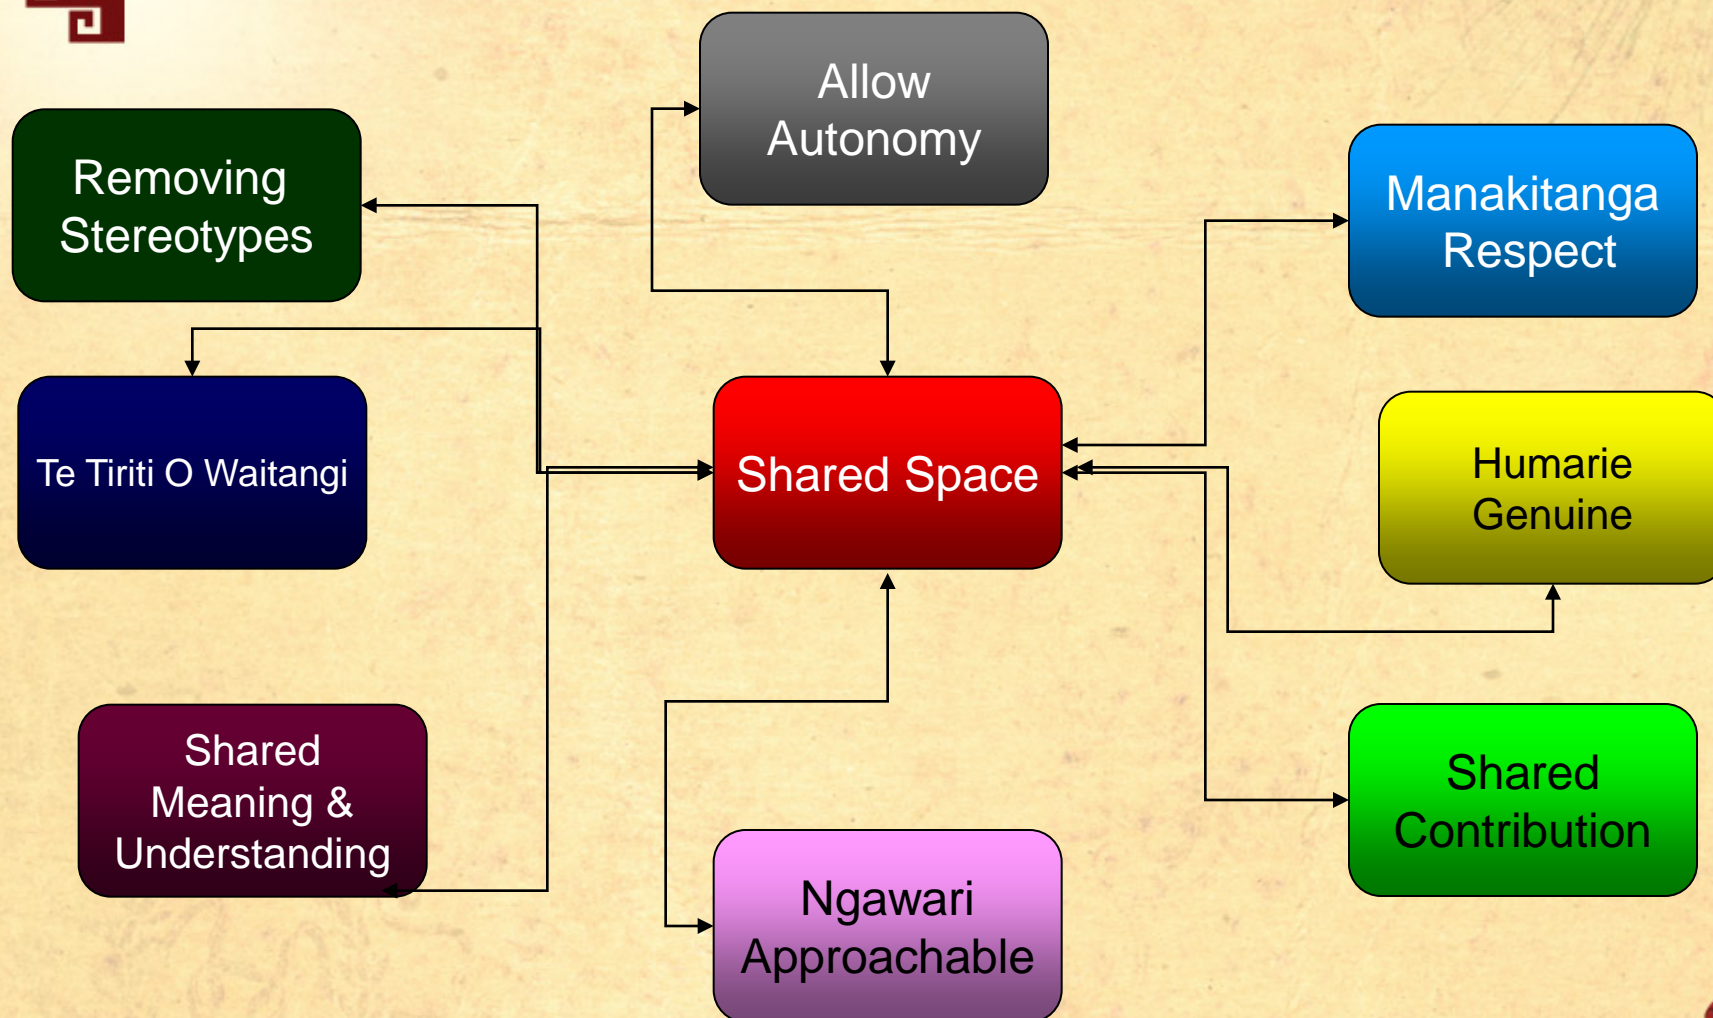 Allow
Autonomy
Removing
Stereotypes
Manakitanga
Respect
Te Tiriti O Waitangi
Shared Space
Humarie
Genuine
Shared
Meaning &
Understanding
Shared
Contribution
Ngawari
Approachable